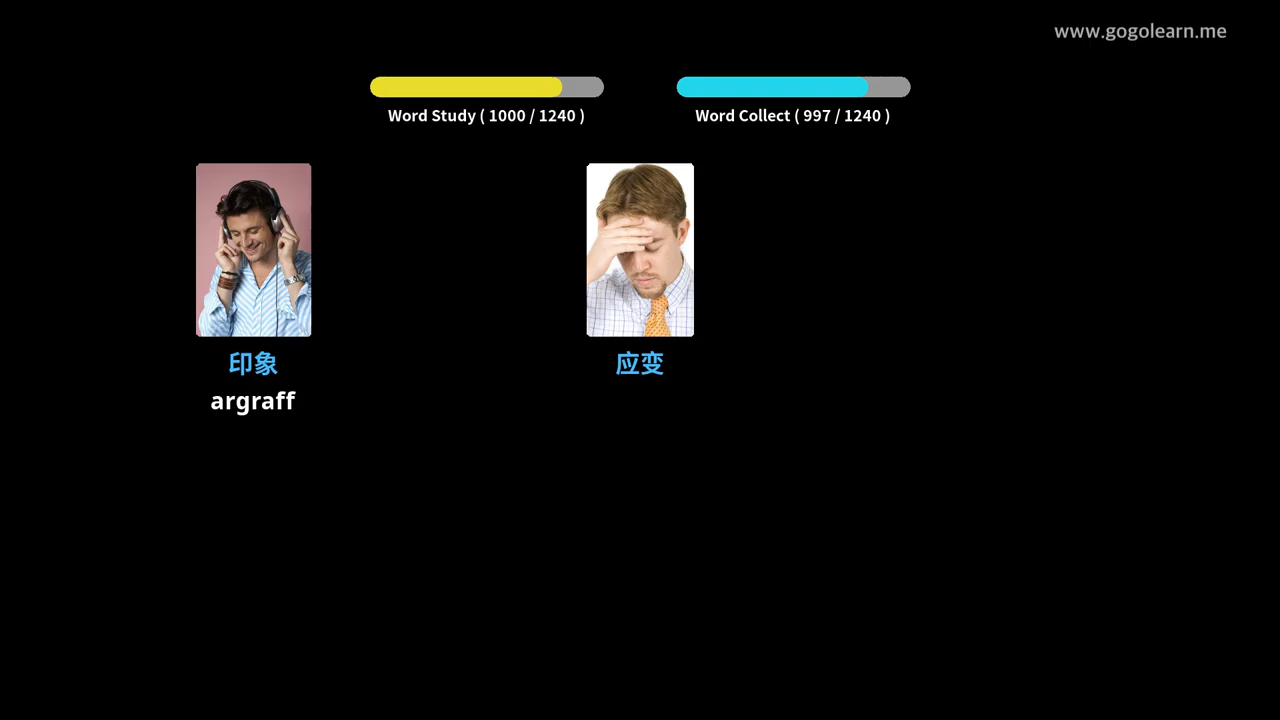 www.gogolearn.me
Word Study ( 1000 / 1240 )
Word Collect ( 997 / 1240 )
印象
应变
argraff